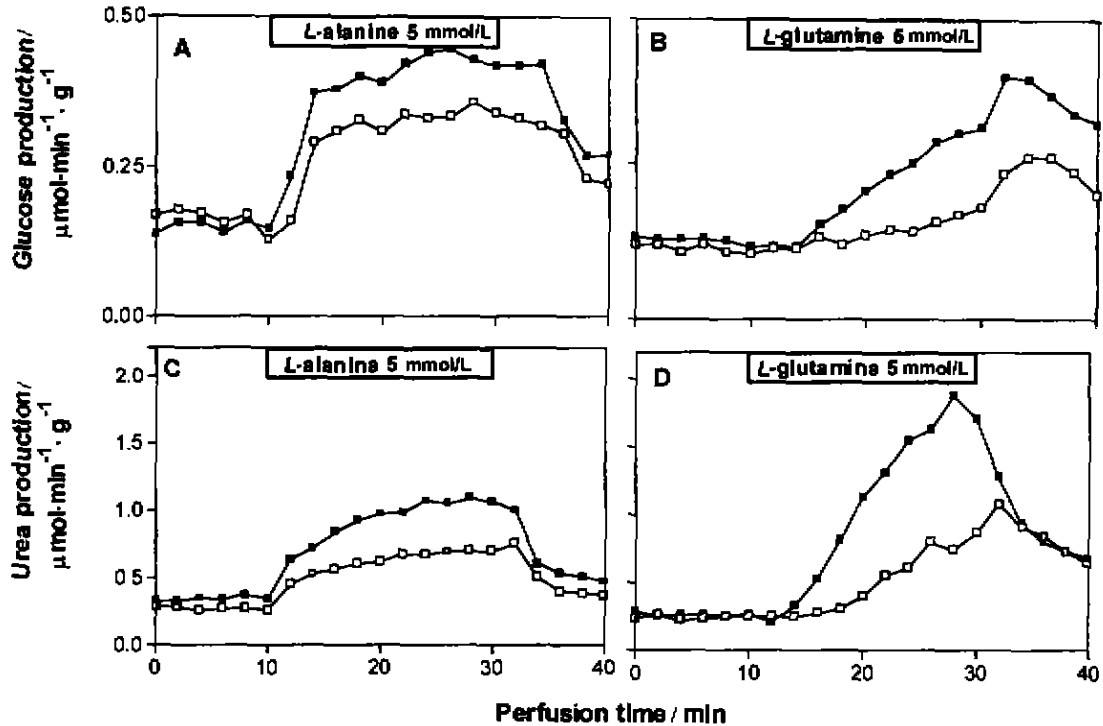 Glucose production/
µmol·min⁻¹· g⁻¹
0.50
0.25
0.00
A
L-alanine 5 mmol/L
B
L-glutamine 5 mmol/L
Urea production/
µmol·min⁻¹· g⁻¹
2.0
1.5
1.0
0.5
0.0
C
L-alanine 5 mmol/L
D
L-glutamine 5 mmol/L
0 10 20 30 40
0 10 20 30 40
Perfusion time / min